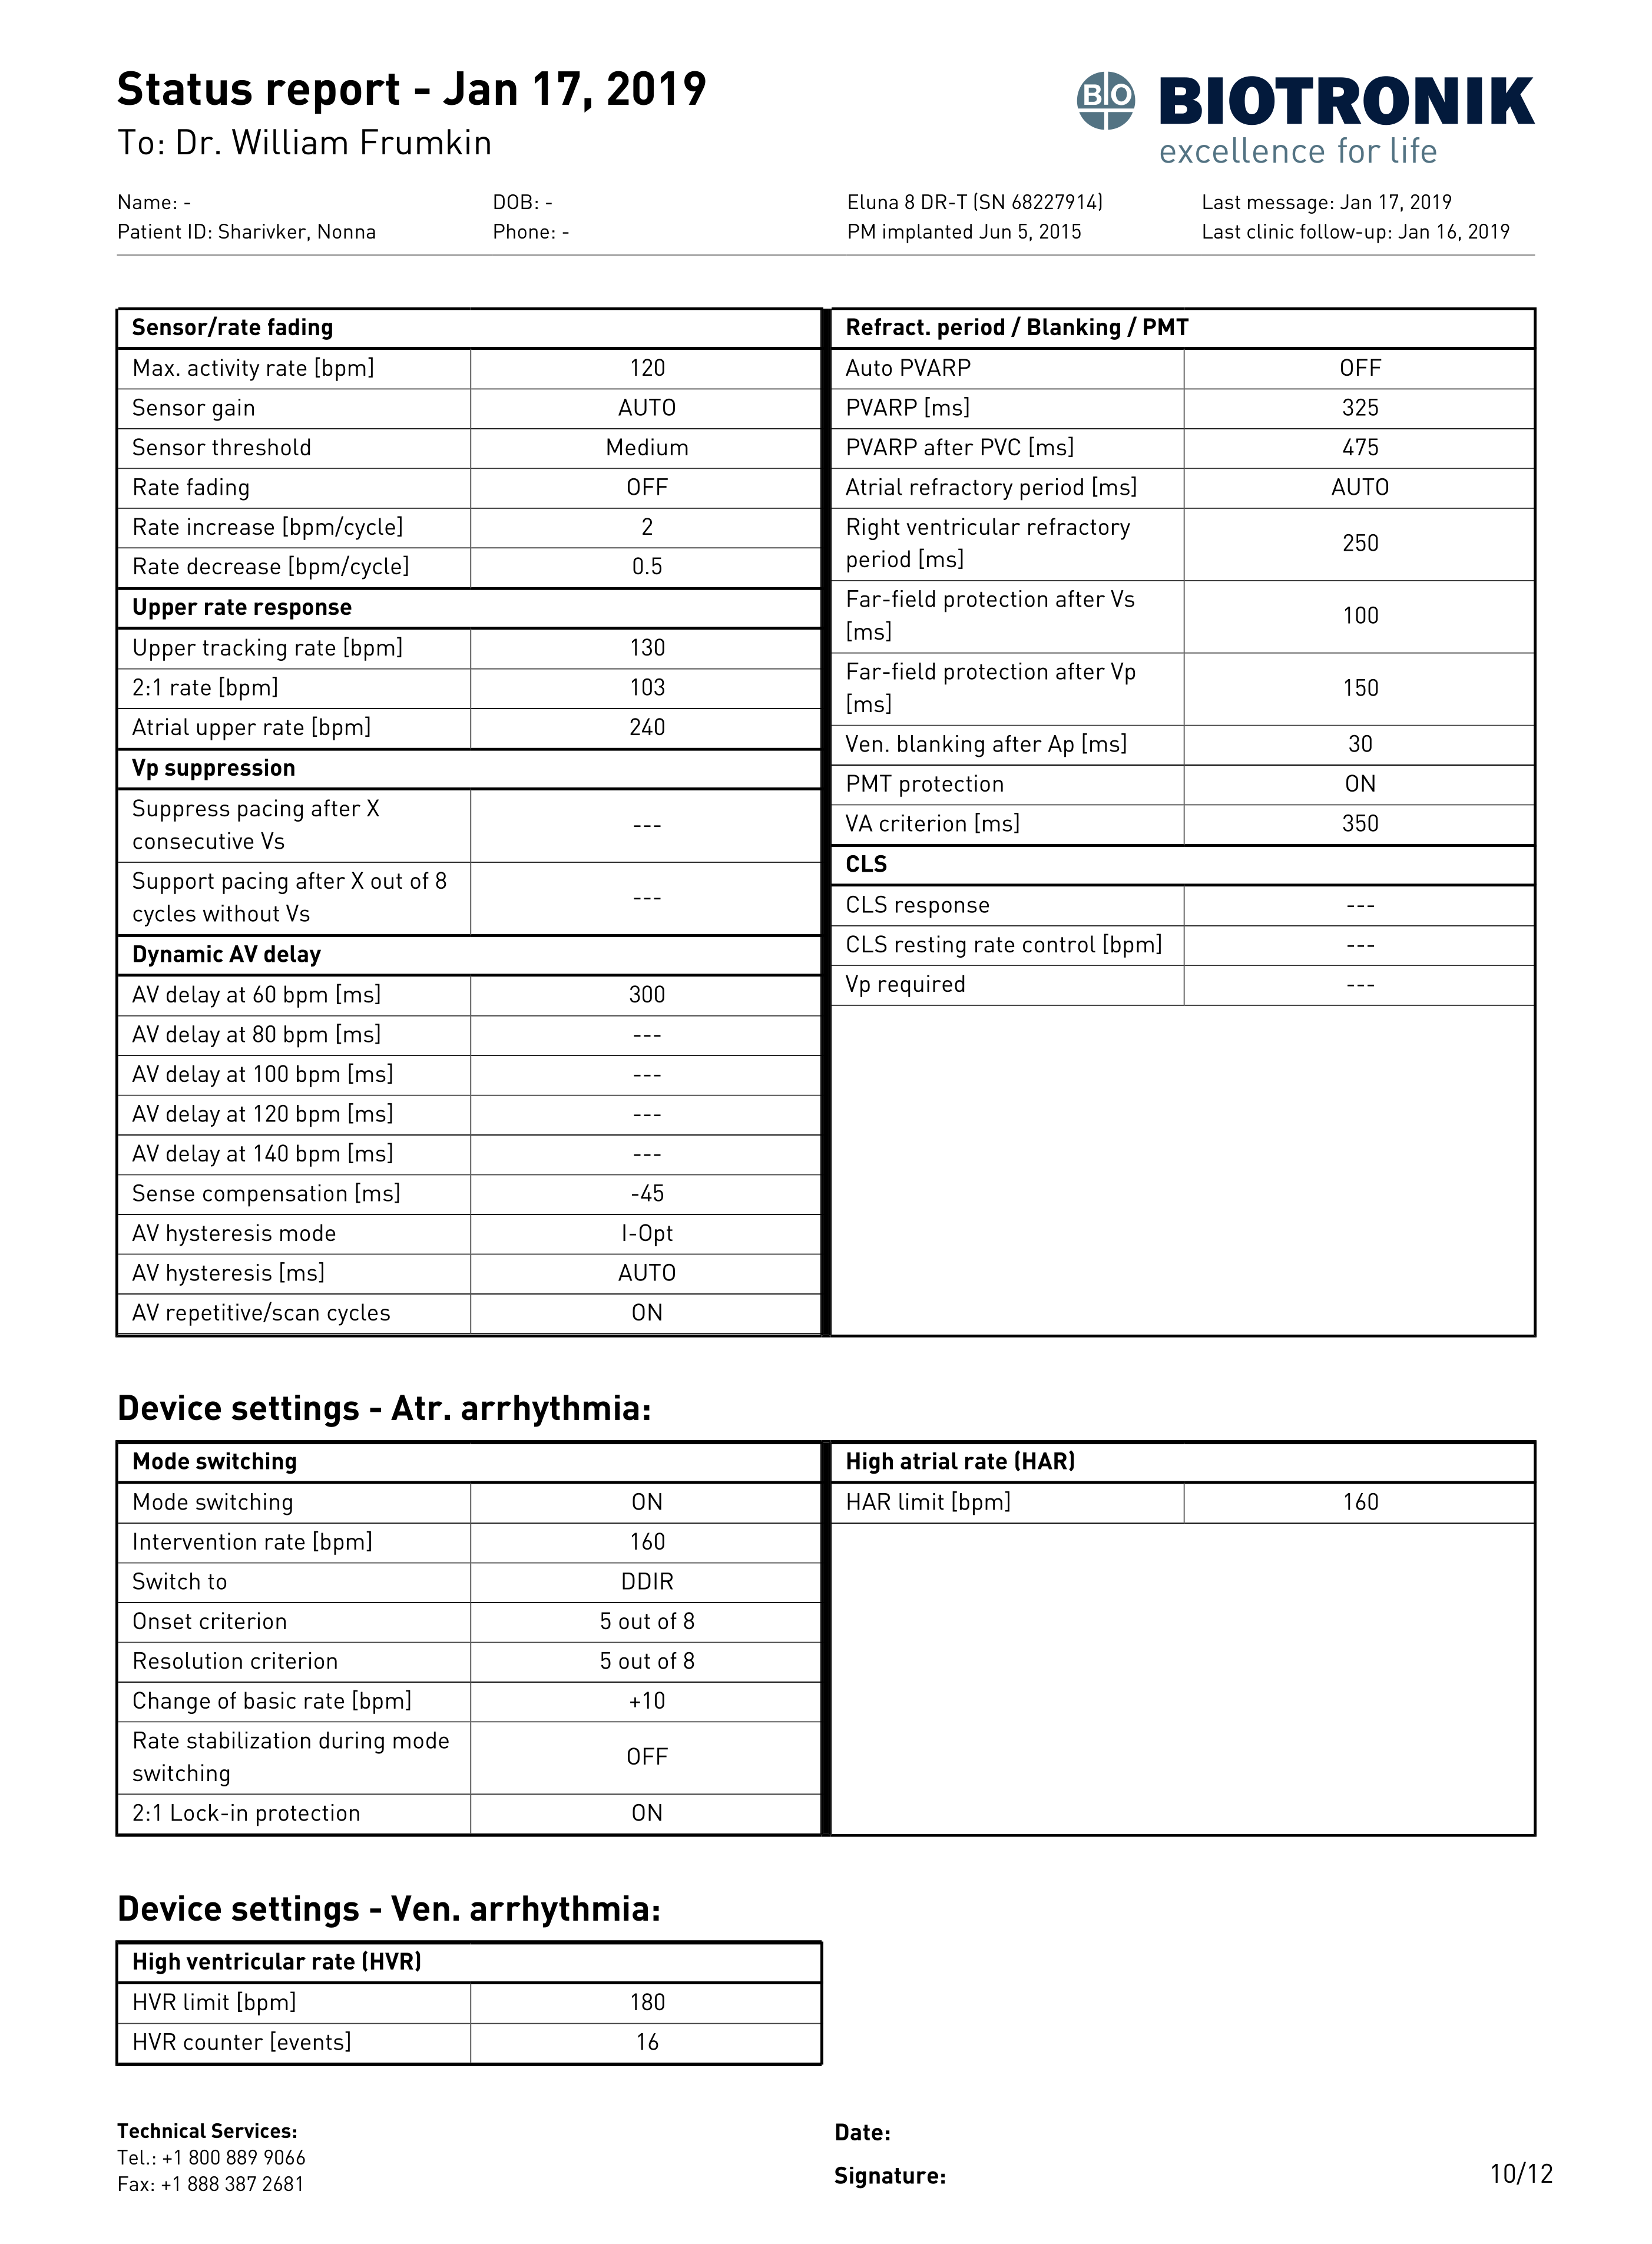 Status report - Jan 17, 2019
To: Dr. William Frumkin
BIO
BIOTRONIK
excellence for life
Name: -
Patient ID: Sharivker, Nonna
DOB: -
Phone: -
Eluna 8 DR-T (SN 68227914)
PM implanted Jun 5, 2015
Last message: Jan 17, 2019
Last clinic follow-up: Jan 16, 2019
Sensor/rate fading
Max. activity rate [bpm] 120
Sensor gain AUTO
Sensor threshold Medium
Rate fading OFF
Rate increase [bpm/cycle] 2
Rate decrease [bpm/cycle] 0.5
Upper rate response
Upper tracking rate [bpm] 130
2:1 rate [bpm] 103
Atrial upper rate [bpm] 240
Vp suppression
Suppress pacing after X
consecutive Vs ---
Support pacing after X out of 8
cycles without Vs ---
Dynamic AV delay
AV delay at 60 bpm [ms] 300
AV delay at 80 bpm [ms] ---
AV delay at 100 bpm [ms] ---
AV delay at 120 bpm [ms] ---
AV delay at 140 bpm [ms] ---
Sense compensation [ms] -45
AV hysteresis mode I-Opt
AV hysteresis [ms] AUTO
AV repetitive/scan cycles ON
Refract. period / Blanking / PMT
Auto PVARP OFF
PVARP [ms] 325
PVARP after PVC [ms] 475
Atrial refractory period [ms] AUTO
Right ventricular refractory
period [ms] 250
Far-field protection after Vs
[ms] 100
Far-field protection after Vp
[ms] 150
Ven. blanking after Ap [ms] 30
PMT protection ON
VA criterion [ms] 350
CLS
CLS response ---
CLS resting rate control [bpm] ---
Vp required ---
Device settings - Atr. arrhythmia:
Mode switching
Mode switching ON
Intervention rate [bpm] 160
Switch to DDIR
Onset criterion 5 out of 8
Resolution criterion 5 out of 8
Change of basic rate [bpm] +10
Rate stabilization during mode
switching OFF
2:1 Lock-in protection ON
High atrial rate (HAR)
HAR limit [bpm] 160
Device settings - Ven. arrhythmia:
High ventricular rate (HVR)
HVR limit [bpm] 180
HVR counter [events] 16
Technical Services:
Tel.: +1 800 889 9066
Fax: +1 888 387 2681
Date:
Signature:
10/12